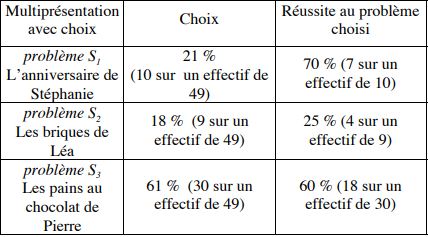 Multiprésentation
avec choix
Choix
Réussite au problème
choisi
problème S1
L'anniversaire de
Stéphanie
21 %
(10 sur un effectif de
49)
70 % (7 sur un
effectif de 10)
problème S2
Les briques de
Léa
18 % (9 sur un
effectif de 49)
25 % (4 sur un
effectif de 9)
problème S3
Les pains au
chocolat de
Pierre
61 % (30 sur un
effectif de 49)
60 % (18 sur un
effectif de 30)